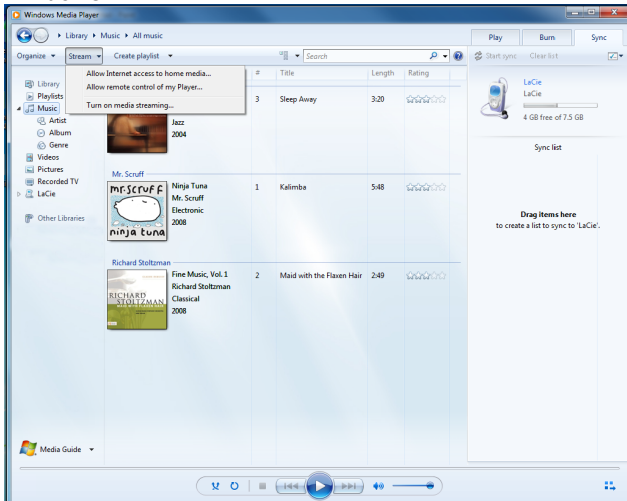 Windows Media Player
Library ▸ Music ▸ All music
Play
Burn
Sync
Organize
Stream
Create playlist
Search
Start sync
Clear list
Allow Internet access to home media...
Allow remote control of my Player...
Turn on media streaming...
#
Title
Length
Rating
Library
Playlists
Music
Artist
Album
Genre
Videos
Pictures
Recorded TV
LaCie
Other Libraries
Jazz
2004
3
Sleep Away
3:20
Mr. Scruff
mr.scruff
ninja tuna
Ninja Tuna
Mr. Scruff
Electronic
2008
1
Kalimba
5:48
Richard Stoltzman
RICHARD
STOLTZMAN
Fine Music, Vol. 1
Richard Stoltzman
Classical
2008
2
Maid with the Flaxen Hair
2:49
LaCie
LaCie
4 GB free of 7.5 GB
Sync list
Drag items here
to create a list to sync to 'LaCie'.
Media Guide